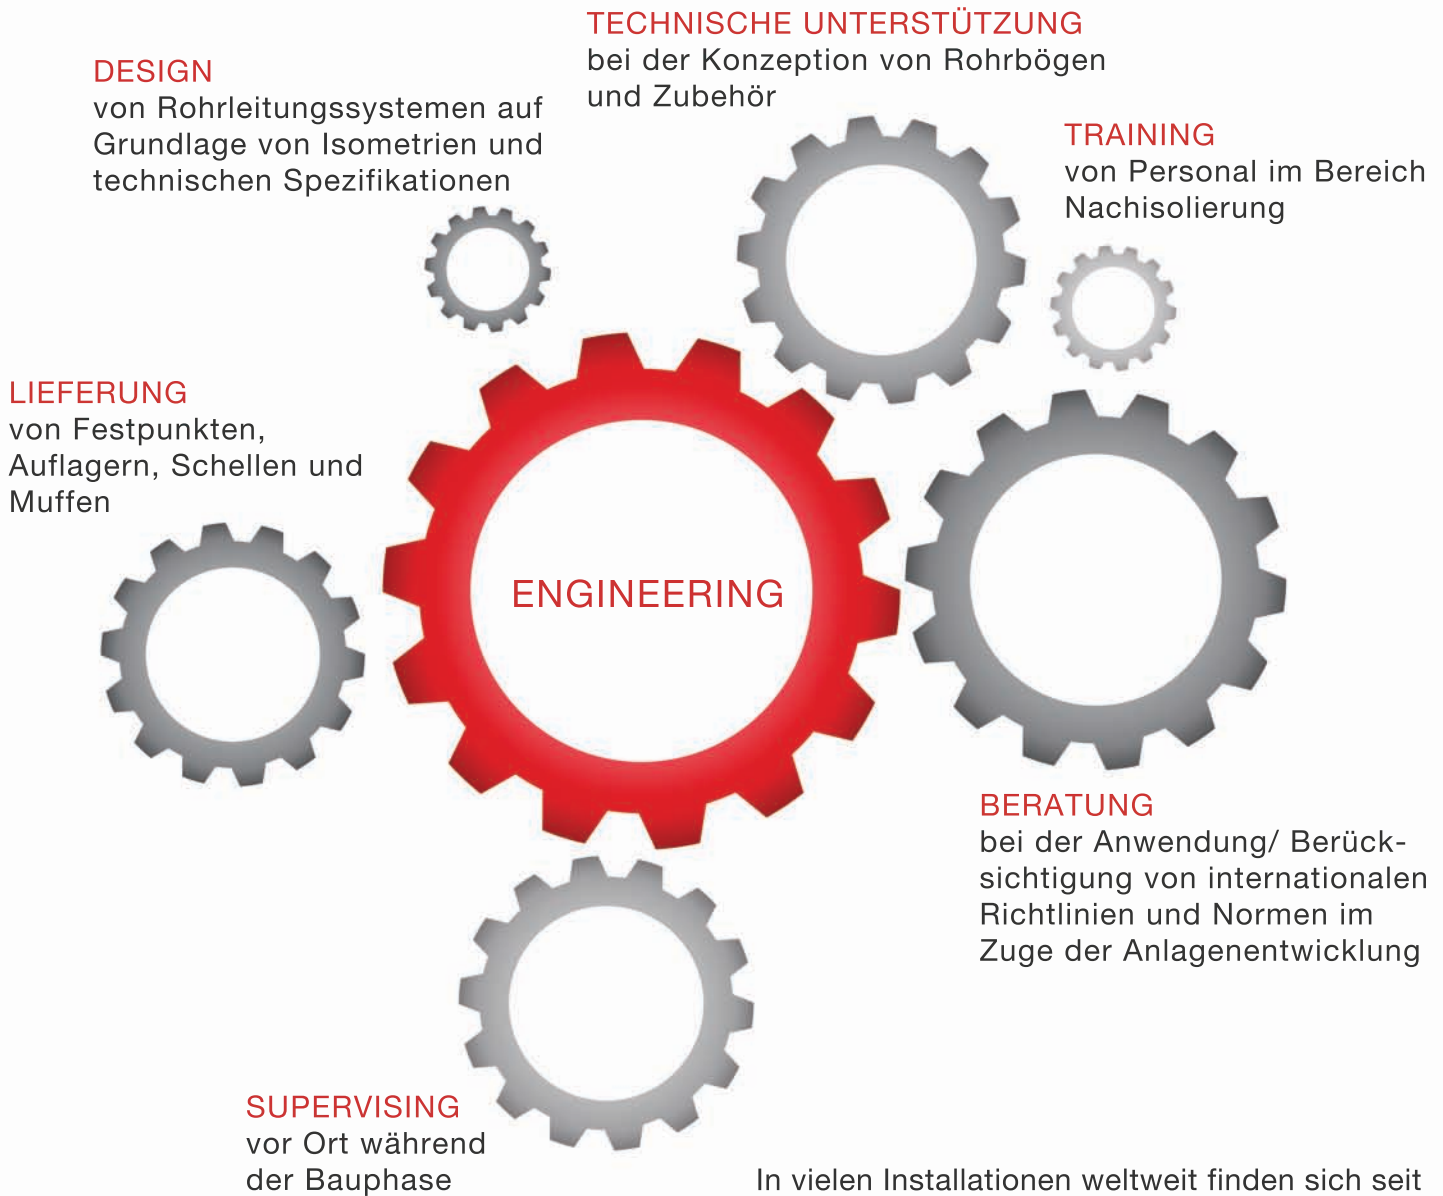 TECHNISCHE UNTERSTÜTZUNG
bei der Konzeption von Rohrbögen
und Zubehör
DESIGN
von Rohrleitungssystemen auf
Grundlage von Isometrien und
technischen Spezifikationen
TRAINING
von Personal im Bereich
Nachisolierung
LIEFERUNG
von Festpunkten,
Auflagern, Schellen und
Muffen
ENGINEERING
BERATUNG
bei der Anwendung/ Berück-
sichtigung von internationalen
Richtlinien und Normen im
Zuge der Anlagenentwicklung
SUPERVISING
vor Ort während
der Bauphase
In vielen Installationen weltweit finden sich seit